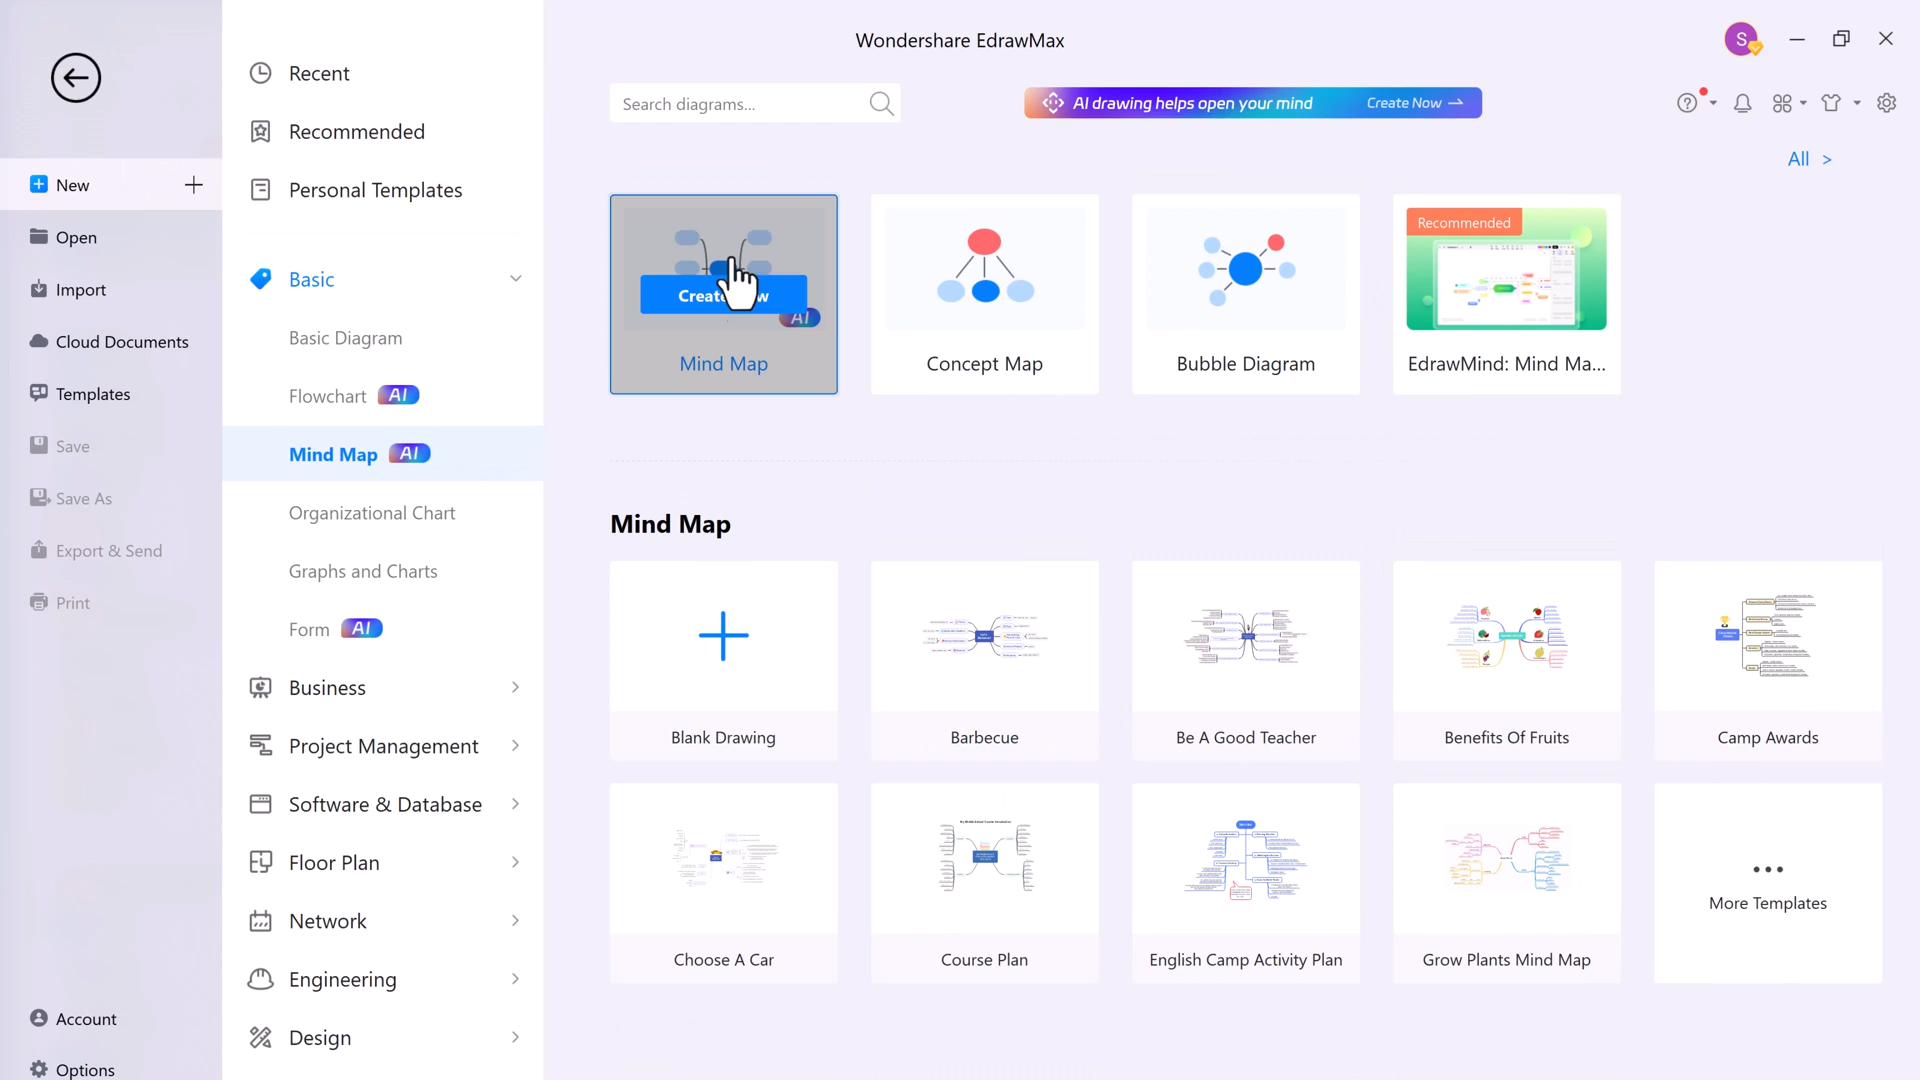 Wondershare EdrawMax
S
Search diagrams...
AI drawing helps open your mind
Create Now
All >
New
Open
Import
Cloud Documents
Templates
Save
Save As
Export & Send
Print
Account
Options
Recent
Recommended
Personal Templates
Basic
Basic Diagram
Flowchart AI
Mind Map AI
Organizational Chart
Graphs and Charts
Form AI
Business
Project Management
Software & Database
Floor Plan
Network
Engineering
Design
AI
Mind Map
Concept Map
Bubble Diagram
Recommended
EdrawMind: Mind Ma...
Mind Map
Blank Drawing
Barbecue
Be A Good Teacher
Benefits Of Fruits
Camp Awards
Choose A Car
Course Plan
English Camp Activity Plan
Grow Plants Mind Map
More Templates